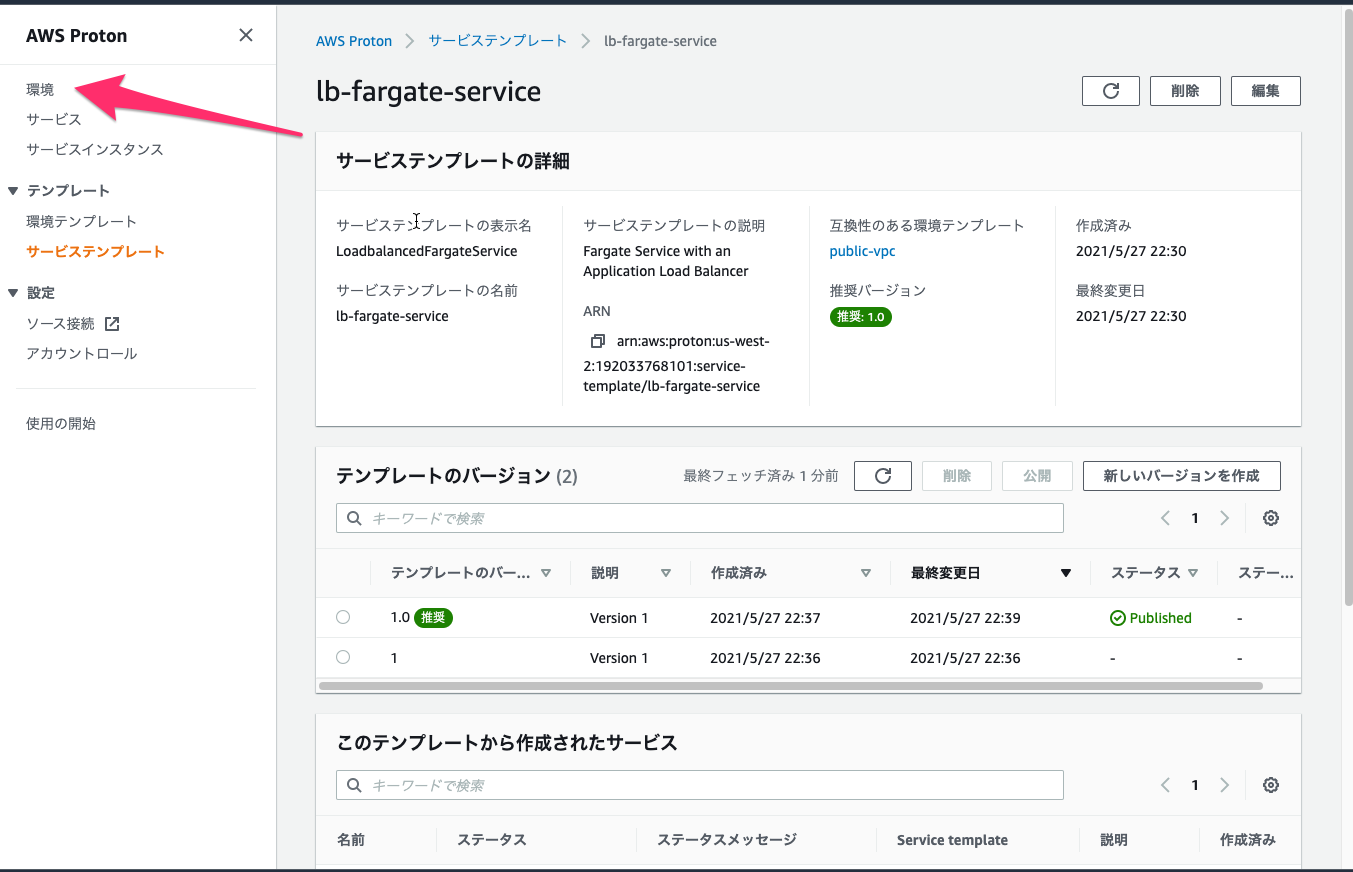 AWS Proton
環境
サービス
サービスインスタンス
テンプレート
環境テンプレート
サービステンプレート
設定
ソース接続
アカウントロール
使用の開始
AWS Proton
サービステンプレート
lb-fargate-service
lb-fargate-service
削除
編集
サービステンプレートの詳細
サービステンプレートの表示名
LoadbalancedFargateService
サービステンプレートの名前
lb-fargate-service
サービステンプレートの説明
Fargate Service with an
Application Load Balancer
ARN
arn:aws:proton:us-west-
2:192033768101:service-
template/lb-fargate-service
互換性のある環境テンプレート
public-vpc
推奨バージョン
推奨: 1.0
作成済み
2021/5/27 22:30
最終変更日
2021/5/27 22:30
テンプレートのバージョン (2)
最終フェッチ済み 1 分前
削除
公開
新しいバージョンを作成
キーワードで検索
1
テンプレートのバー... 説明 作成済み 最終変更日 ステータス ステー...
1.0 推奨 Version 1 2021/5/27 22:37 2021/5/27 22:39 Published -
1 Version 1 2021/5/27 22:36 2021/5/27 22:36 - -
このテンプレートから作成されたサービス
キーワードで検索
1
名前 ステータス ステータスメッセージ Service template 説明 作成済み